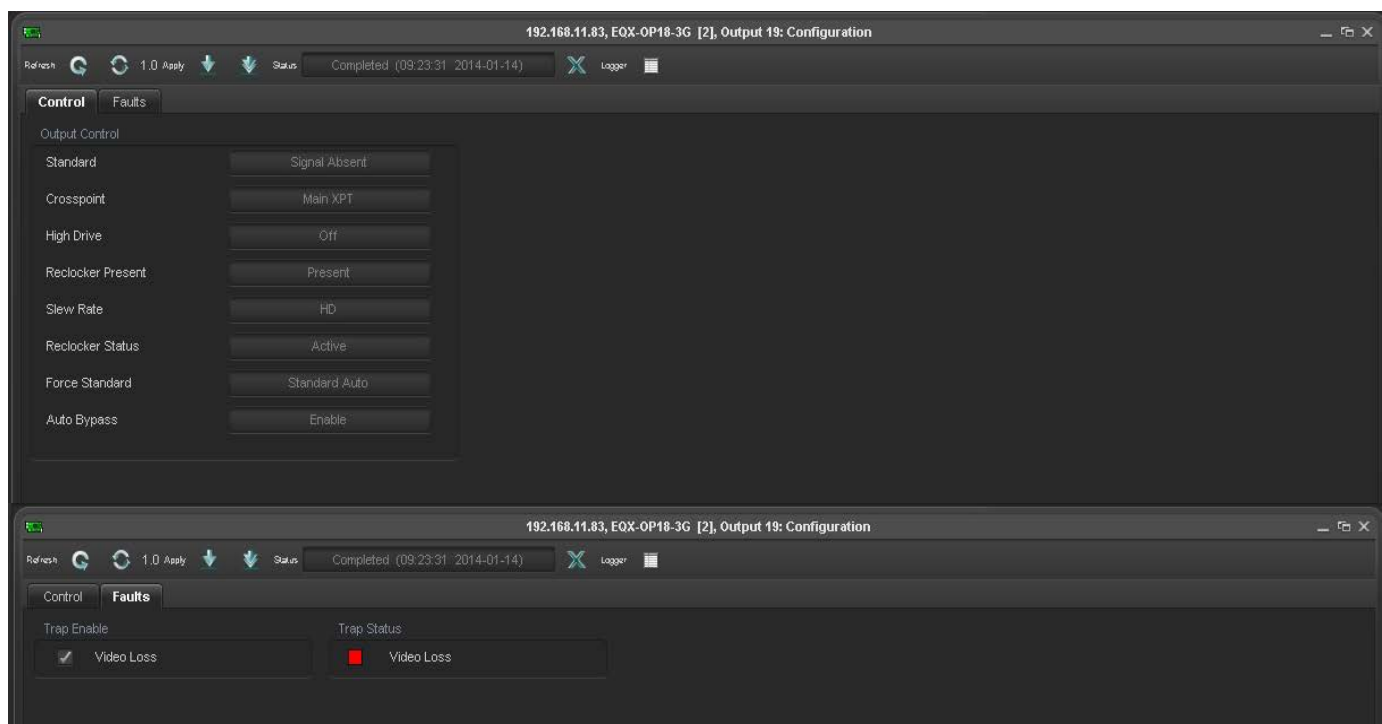 192.168.11.83, EQX-OP18-3G [2], Output 19: Configuration
Refresh 1.0 Apply Status Completed (09:23:31 2014-01-14) Logger
Control Faults
Output Control
Standard Signal Absent
Crosspoint Main XPT
High Drive Off
Reclocker Present Present
Slew Rate HD
Reclocker Status Active
Force Standard Standard Auto
Auto Bypass Enable
192.168.11.83, EQX-OP18-3G [2], Output 19: Configuration
Refresh 1.0 Apply Status Completed (09:23:31 2014-01-14) Logger
Control Faults
Trap Enable Trap Status
Video Loss Video Loss